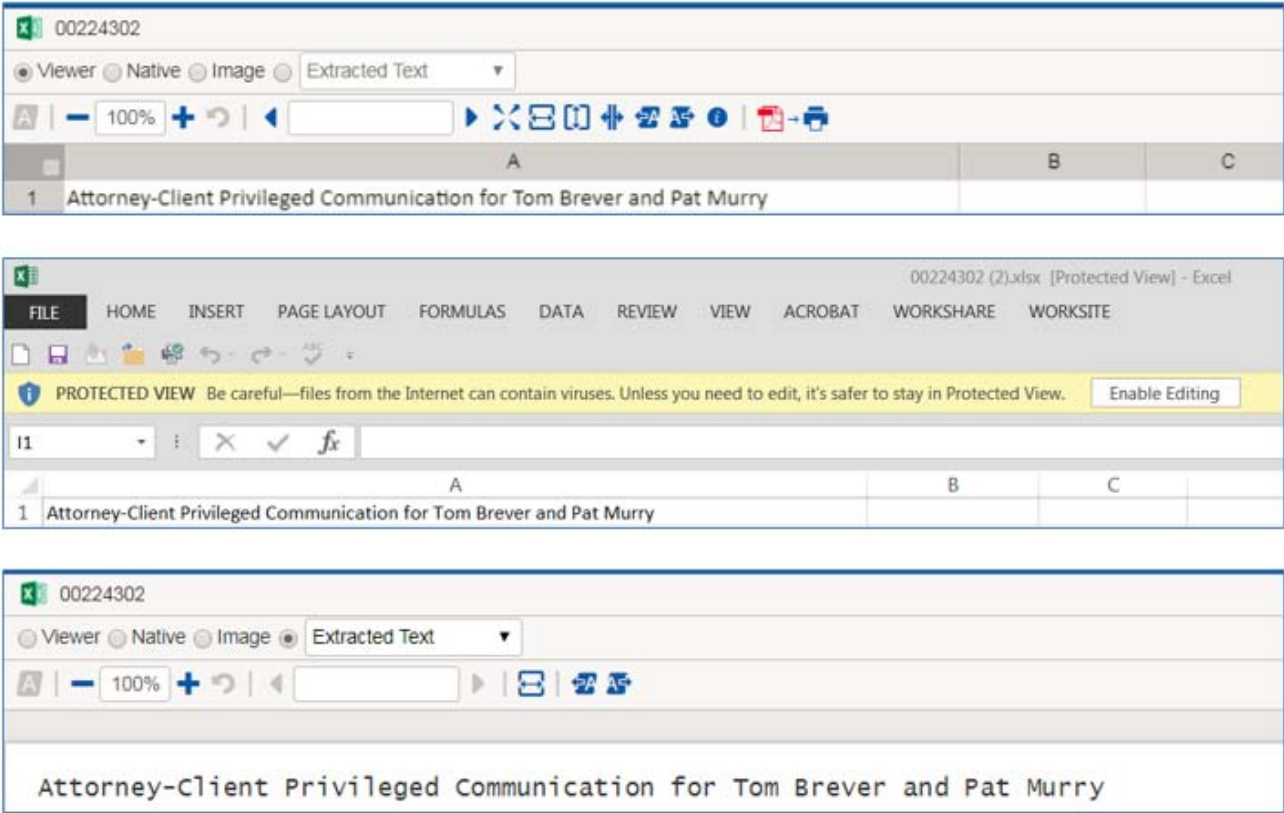 00224302
Viewer Native Image Extracted Text
100%
A B C
1 Attorney-Client Privileged Communication for Tom Brever and Pat Murry
00224302 (2).xlsx [Protected View] - Excel
FILE HOME INSERT PAGE LAYOUT FORMULAS DATA REVIEW VIEW ACROBAT WORKSHARE WORKSITE
PROTECTED VIEW Be careful—files from the Internet can contain viruses. Unless you need to edit, it's safer to stay in Protected View. Enable Editing
I1 fx
A B C
1 Attorney-Client Privileged Communication for Tom Brever and Pat Murry
00224302
Viewer Native Image Extracted Text
100%
Attorney-Client Privileged Communication for Tom Brever and Pat Murry